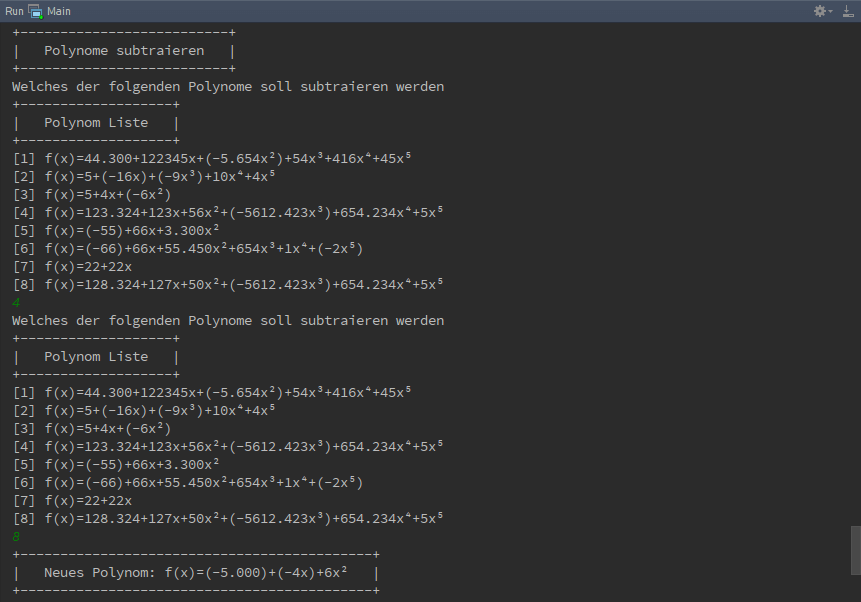 Run Main
+--------------------------+
|   Polynome subtraieren   |
+--------------------------+
Welches der folgenden Polynome soll subtraieren werden
+-------------------+
|   Polynom Liste   |
+-------------------+
[1] f(x)=44.300+122345x+(-5.654x²)+54x³+416x⁴+45x⁵
[2] f(x)=5+(-16x)+(-9x³)+10x⁴+4x⁵
[3] f(x)=5+4x+(-6x²)
[4] f(x)=123.324+123x+56x²+(-5612.423x³)+654.234x⁴+5x⁵
[5] f(x)=(-55)+66x+3.300x²
[6] f(x)=(-66)+66x+55.450x²+654x³+1x⁴+(-2x⁵)
[7] f(x)=22+22x
[8] f(x)=128.324+127x+50x²+(-5612.423x³)+654.234x⁴+5x⁵
4
Welches der folgenden Polynome soll subtraieren werden
+-------------------+
|   Polynom Liste   |
+-------------------+
[1] f(x)=44.300+122345x+(-5.654x²)+54x³+416x⁴+45x⁵
[2] f(x)=5+(-16x)+(-9x³)+10x⁴+4x⁵
[3] f(x)=5+4x+(-6x²)
[4] f(x)=123.324+123x+56x²+(-5612.423x³)+654.234x⁴+5x⁵
[5] f(x)=(-55)+66x+3.300x²
[6] f(x)=(-66)+66x+55.450x²+654x³+1x⁴+(-2x⁵)
[7] f(x)=22+22x
[8] f(x)=128.324+127x+50x²+(-5612.423x³)+654.234x⁴+5x⁵
8
+--------------------------------------------+
|   Neues Polynom: f(x)=(-5.000)+(-4x)+6x²   |
+--------------------------------------------+